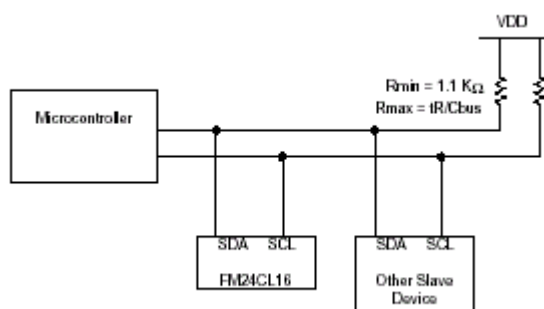 VDD
Rmin = 1.1 KΩ
Rmax = tR/Cbus
Microcontroller
SDA SCL
FM24CL16
SDA SCL
Other Slave
Device